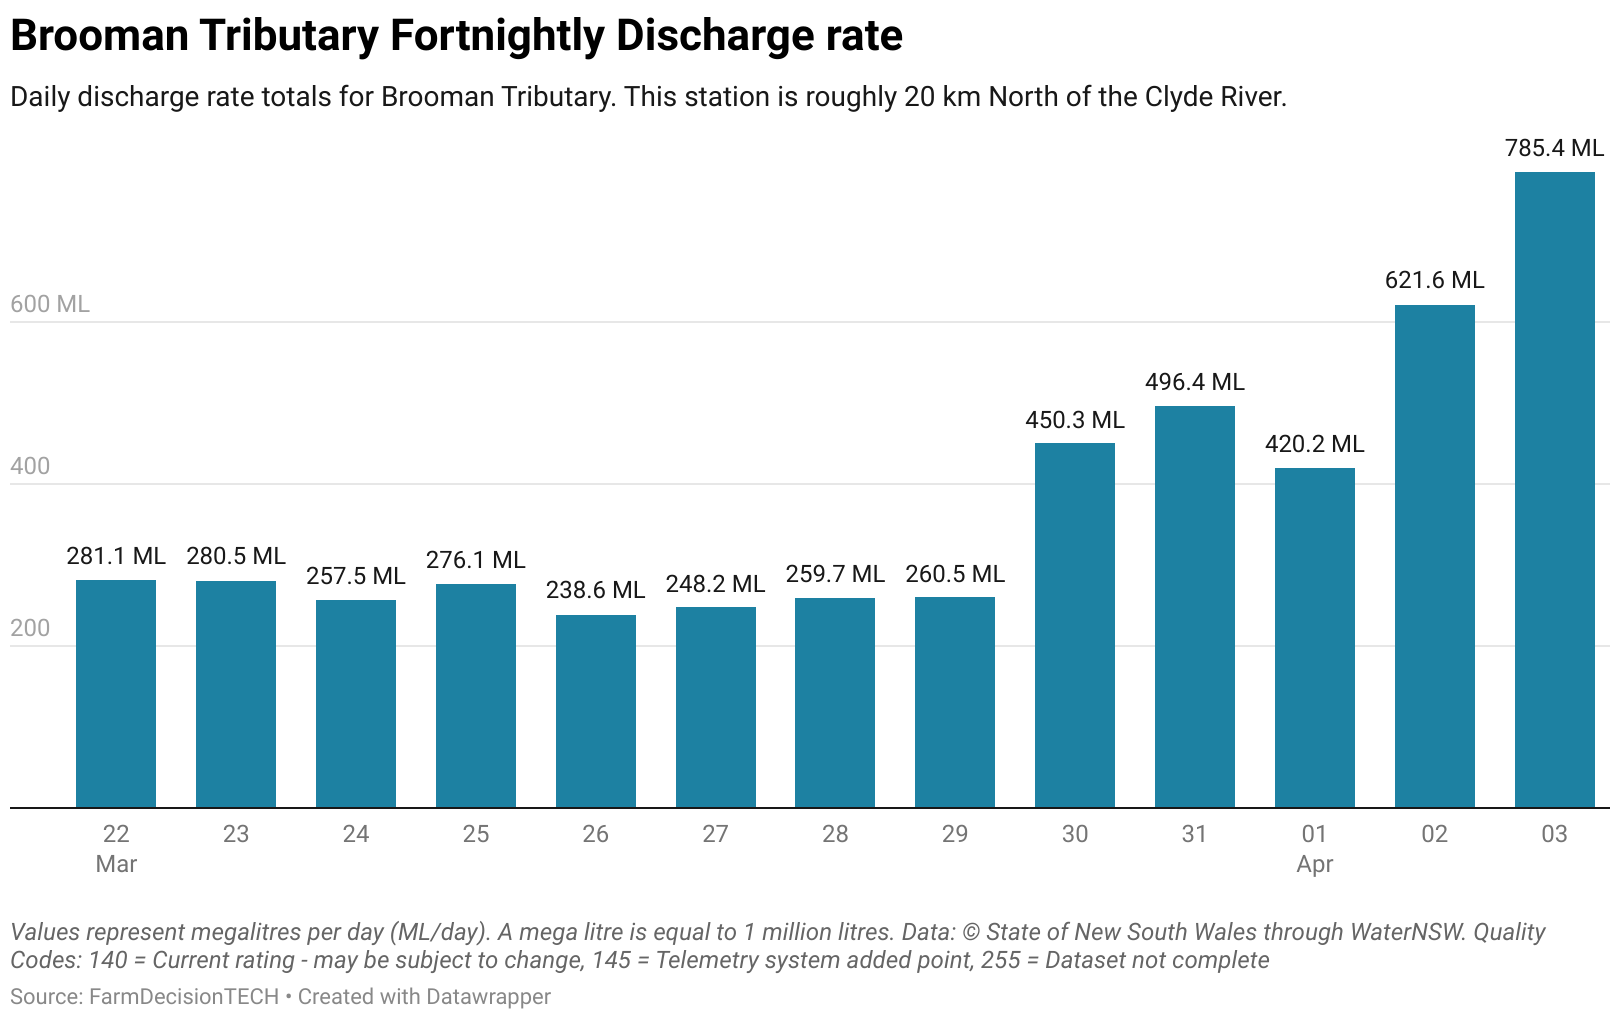 Brooman Tributary Fortnightly Discharge rate
Daily discharge rate totals for Brooman Tributary. This station is roughly 20 km North of the Clyde River.
785.4 ML
621.6 ML
600 ML
496.4 ML
450.3 ML
420.2 ML
400
281.1 ML 280.5 ML 257.5 ML 276.1 ML 238.6 ML 248.2 ML 259.7 ML 260.5 ML
200
22 23 24 25 26 27 28 29 30 31 01 02 03
Mar Apr
Values represent megalitres per day (ML/day). A mega litre is equal to 1 million litres. Data: © State of New South Wales through WaterNSW. Quality
Codes: 140 = Current rating - may be subject to change, 145 = Telemetry system added point, 255 = Dataset not complete
Source: FarmDecisionTECH • Created with Datawrapper